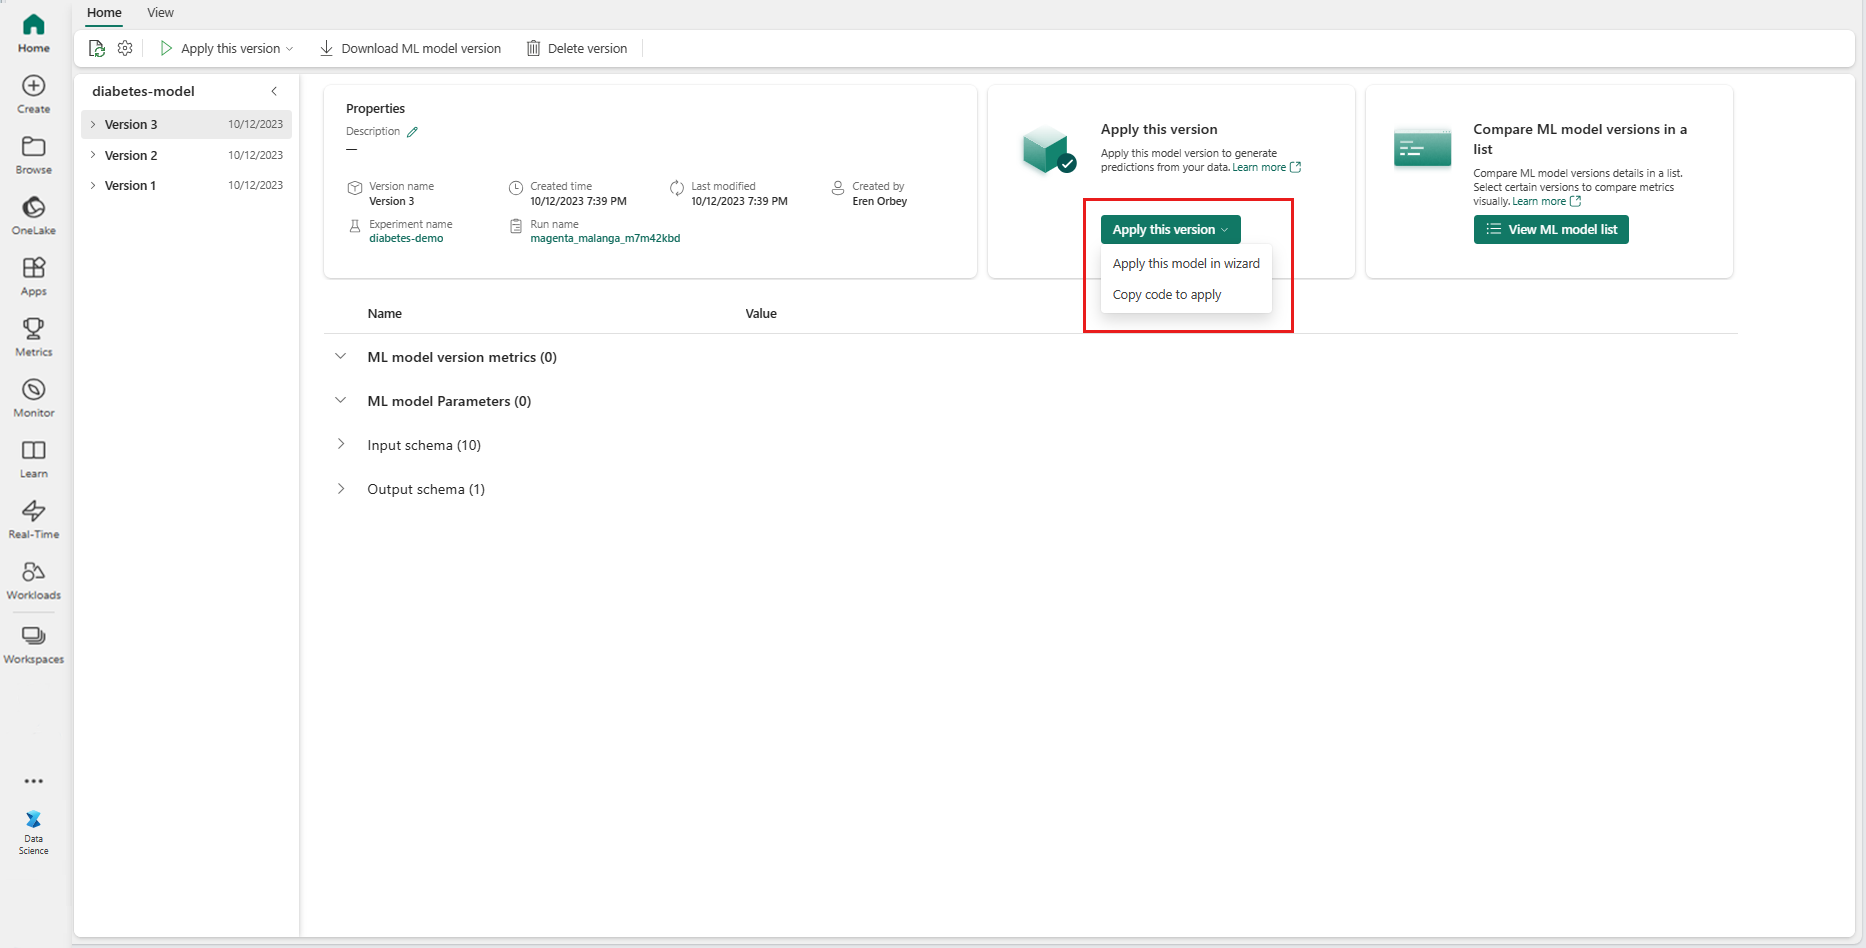 Home
View
Home
Create
Browse
OneLake
Apps
Metrics
Monitor
Learn
Real-Time
Workloads
Workspaces
Data
Science
Apply this version
Download ML model version
Delete version
diabetes-model
Version 3 10/12/2023
Version 2 10/12/2023
Version 1 10/12/2023
Properties
Description
—
Version name
Version 3
Created time
10/12/2023 7:39 PM
Last modified
10/12/2023 7:39 PM
Created by
Eren Orbey
Experiment name
diabetes-demo
Run name
magenta_malanga_m7m42kbd
Apply this version
Apply this model version to generate
predictions from your data. Learn more
Apply this version
Apply this model in wizard
Copy code to apply
Compare ML model versions in a
list
Compare ML model versions details in a list.
Select certain versions to compare metrics
visually. Learn more
View ML model list
Name Value
ML model version metrics (0)
ML model Parameters (0)
Input schema (10)
Output schema (1)